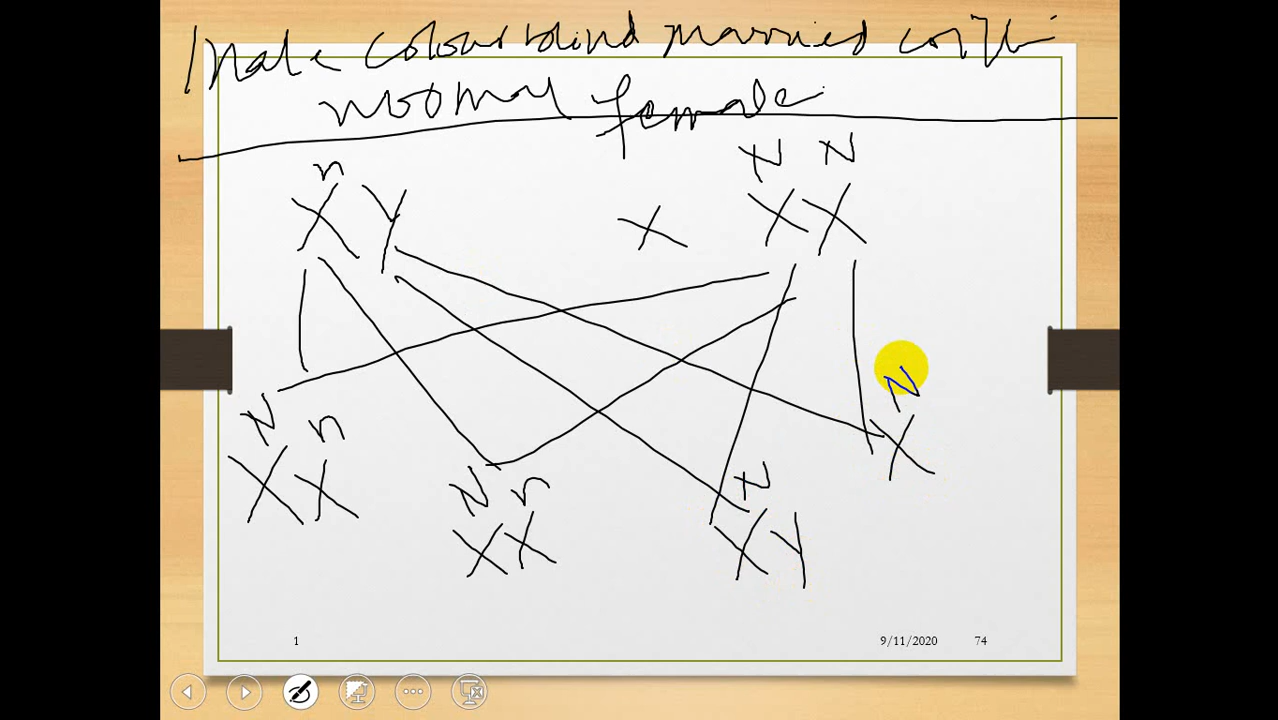 Male colourblind married with
normal female
n N N
X Y X X X
N
N n X
X X N n N
X X X Y
1 9/11/2020 74